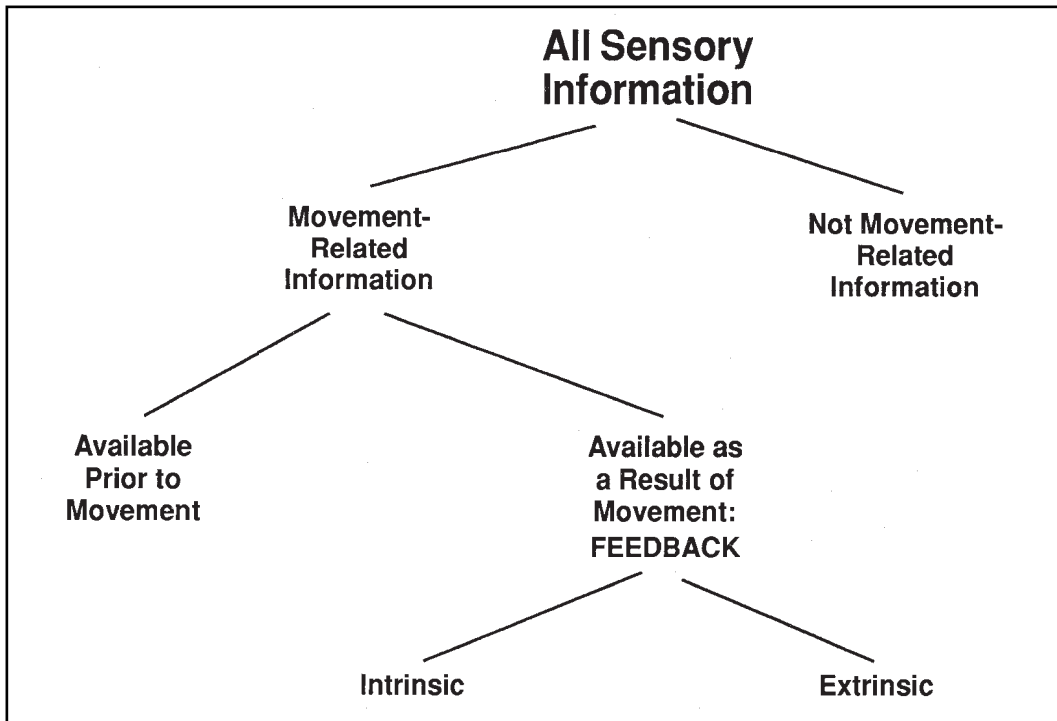 All Sensory
Information
Movement-
Related
Information
Not Movement-
Related
Information
Available
Prior to
Movement
Available as
a Result of
Movement:
FEEDBACK
Intrinsic
Extrinsic